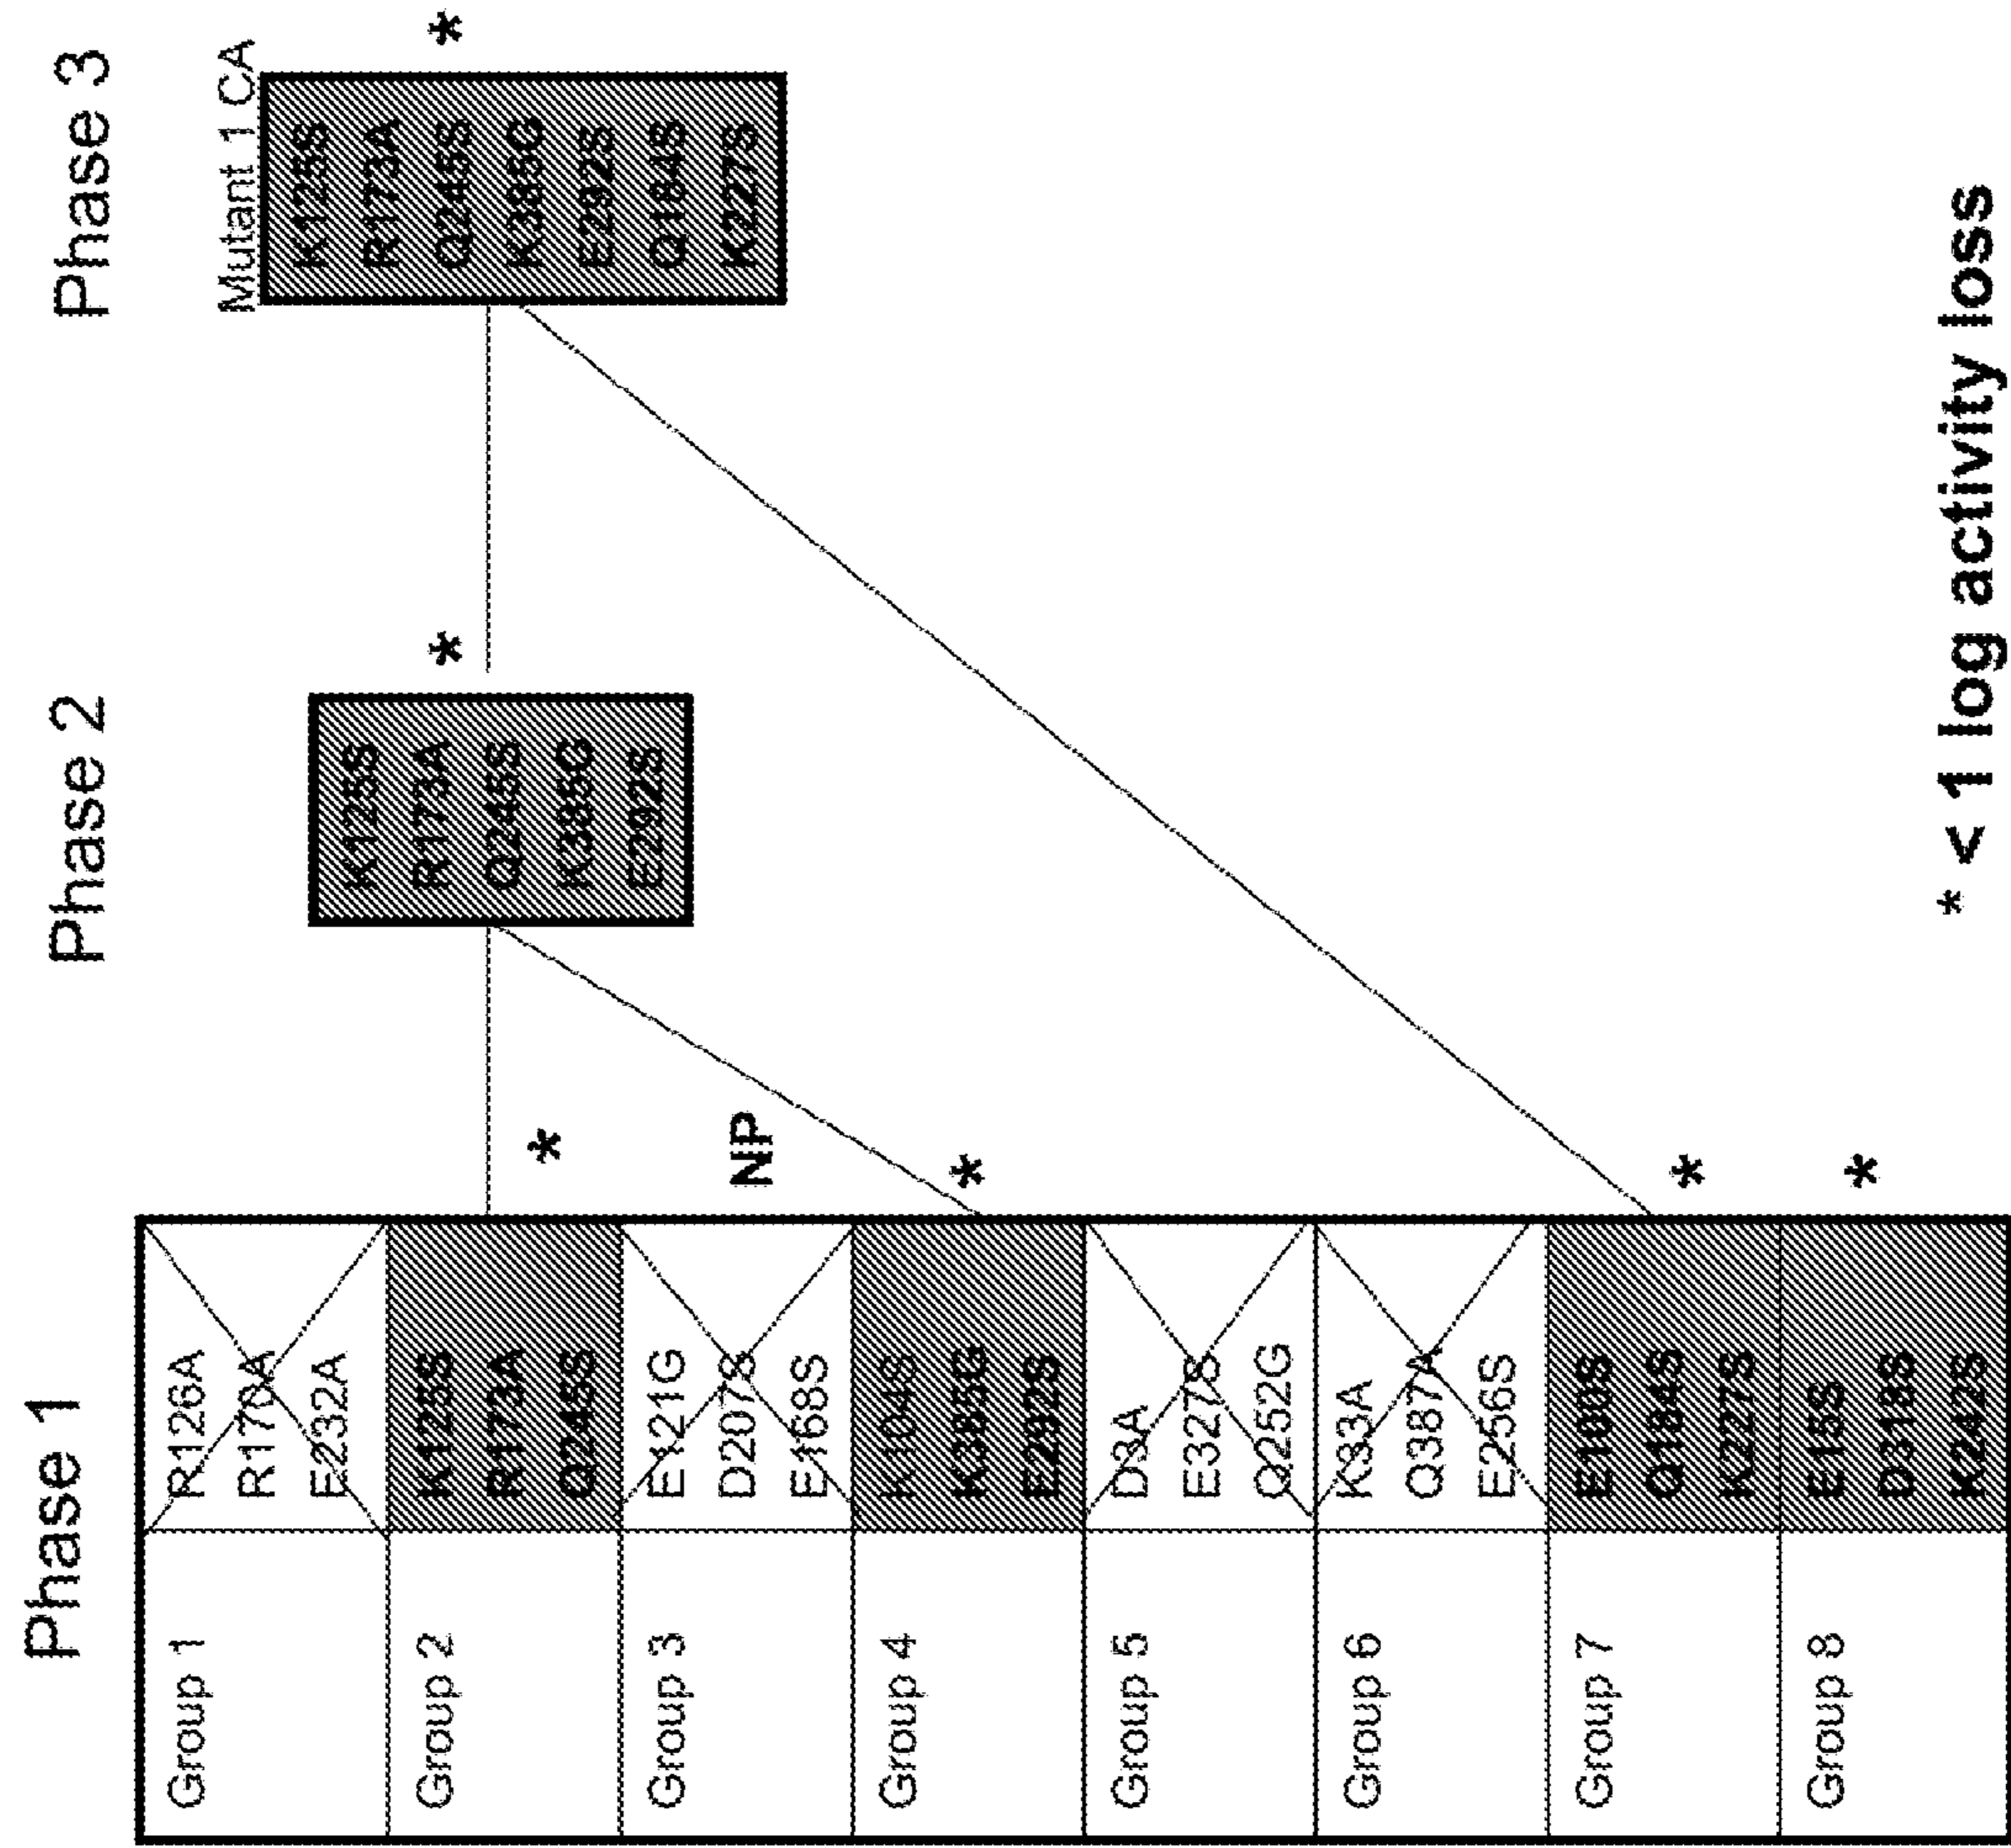 Phase 1
Phase 2
Phase 3
Group 1
R126A
R170A
E232A
Group 2
K125S
R173A
Q245S
*
Group 3
E121G
D207S
E168S
NP
Group 4
K104S
K385G
E292S
*
Group 5
D3A
E327S
Q252G
Group 6
K33A
Q387A
E256S
Group 7
Q184S
K227S
*
Group 8
E15S
D318S
K242S
*
K125S
R173A
Q245S
K385G
E292S
*
Mutant 1 CA
K125S
R173A
Q245S
K385G
E292S
Q184S
K227S
*
* < 1 log activity loss